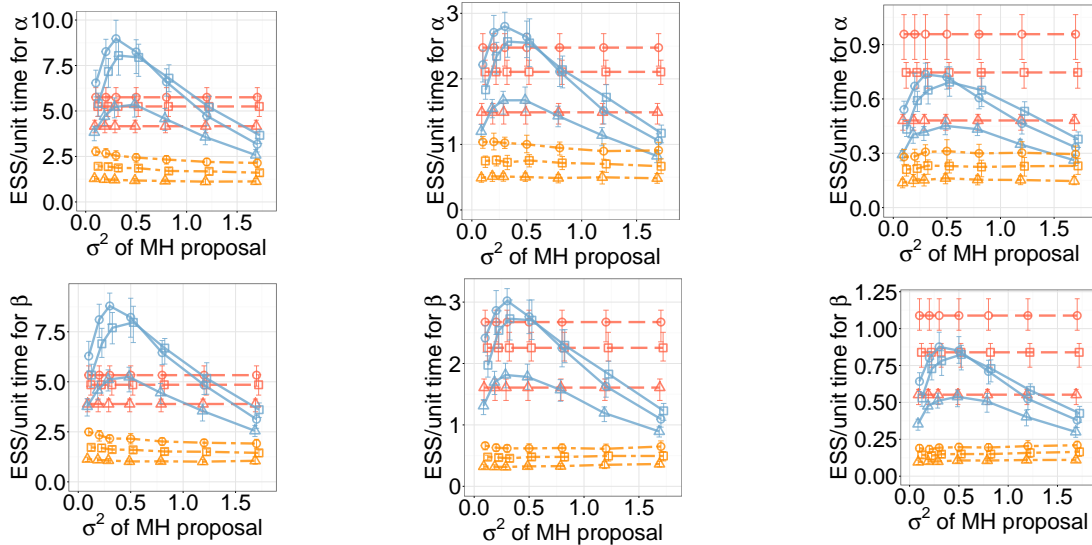 ESS/unit time for α
10.0
7.5
5.0
2.5
0.0
0.0 0.5 1.0 1.5
σ² of MH proposal
ESS/unit time for α
3
2
1
0
0.0 0.5 1.0 1.5
σ² of MH proposal
ESS/unit time for α
0.9
0.6
0.3
0.0
0.0 0.5 1.0 1.5
σ² of MH proposal
ESS/unit time for β
7.5
5.0
2.5
0.0
0.0 0.5 1.0 1.5
σ² of MH proposal
ESS/unit time for β
3
2
1
0
0.0 0.5 1.0 1.5
σ² of MH proposal
ESS/unit time for β
1.25
1.00
0.75
0.50
0.25
0.00
0.0 0.5 1.0 1.5
σ² of MH proposal